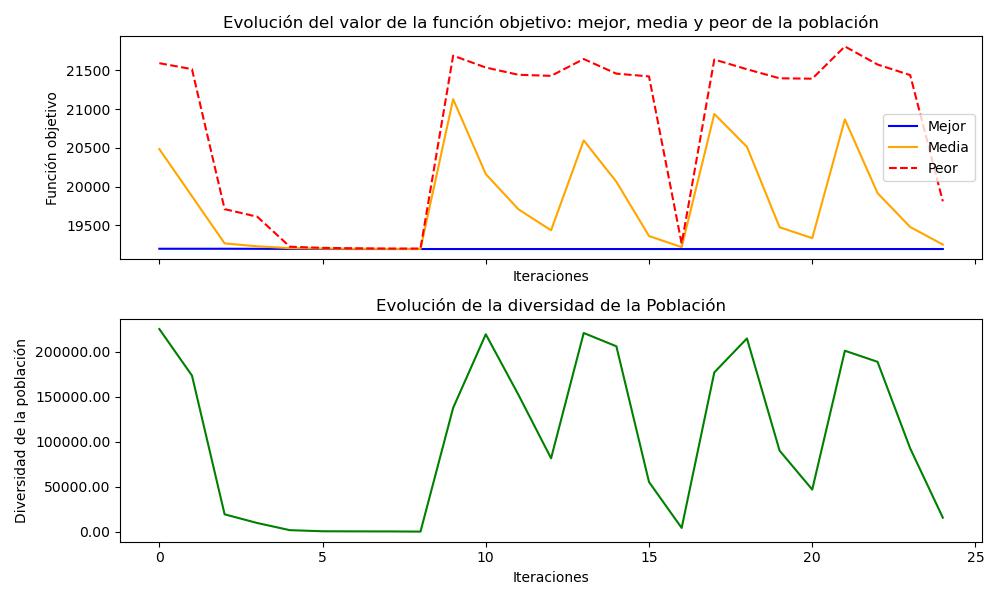 Evolución del valor de la función objetivo: mejor, media y peor de la población
Función objetivo
21500
21000
20500
20000
19500
Mejor
Media
Peor
Iteraciones
Evolución de la diversidad de la Población
Diversidad de la población
200000.00
150000.00
100000.00
50000.00
0.00
0
5
10
15
20
25
Iteraciones